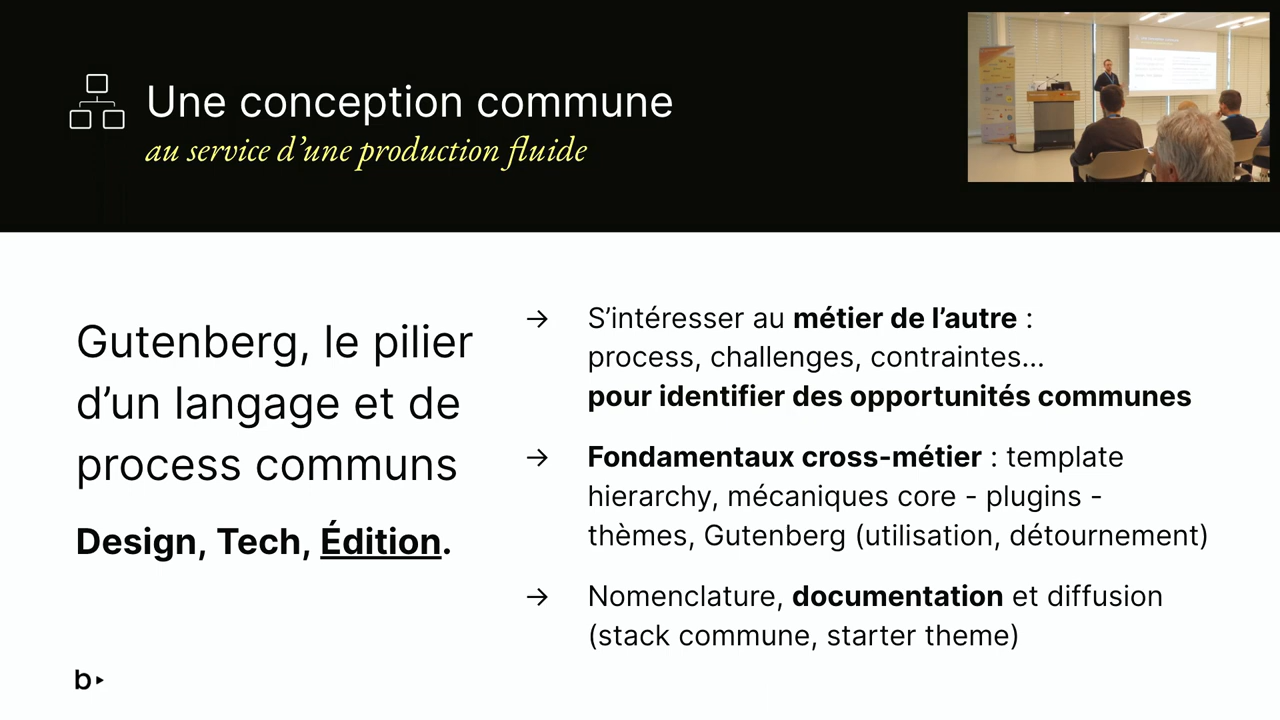 Une conception commune
au service d’une production fluide
Gutenberg, le pilier
d’un langage et de
process communs
Design, Tech, Édition.
→ S’intéresser au métier de l’autre :
process, challenges, contraintes...
pour identifier des opportunités communes
→ Fondamentaux cross-métier : template
hierarchy, mécaniques core - plugins -
thèmes, Gutenberg (utilisation, détournement)
→ Nomenclature, documentation et diffusion
(stack commune, starter theme)
b